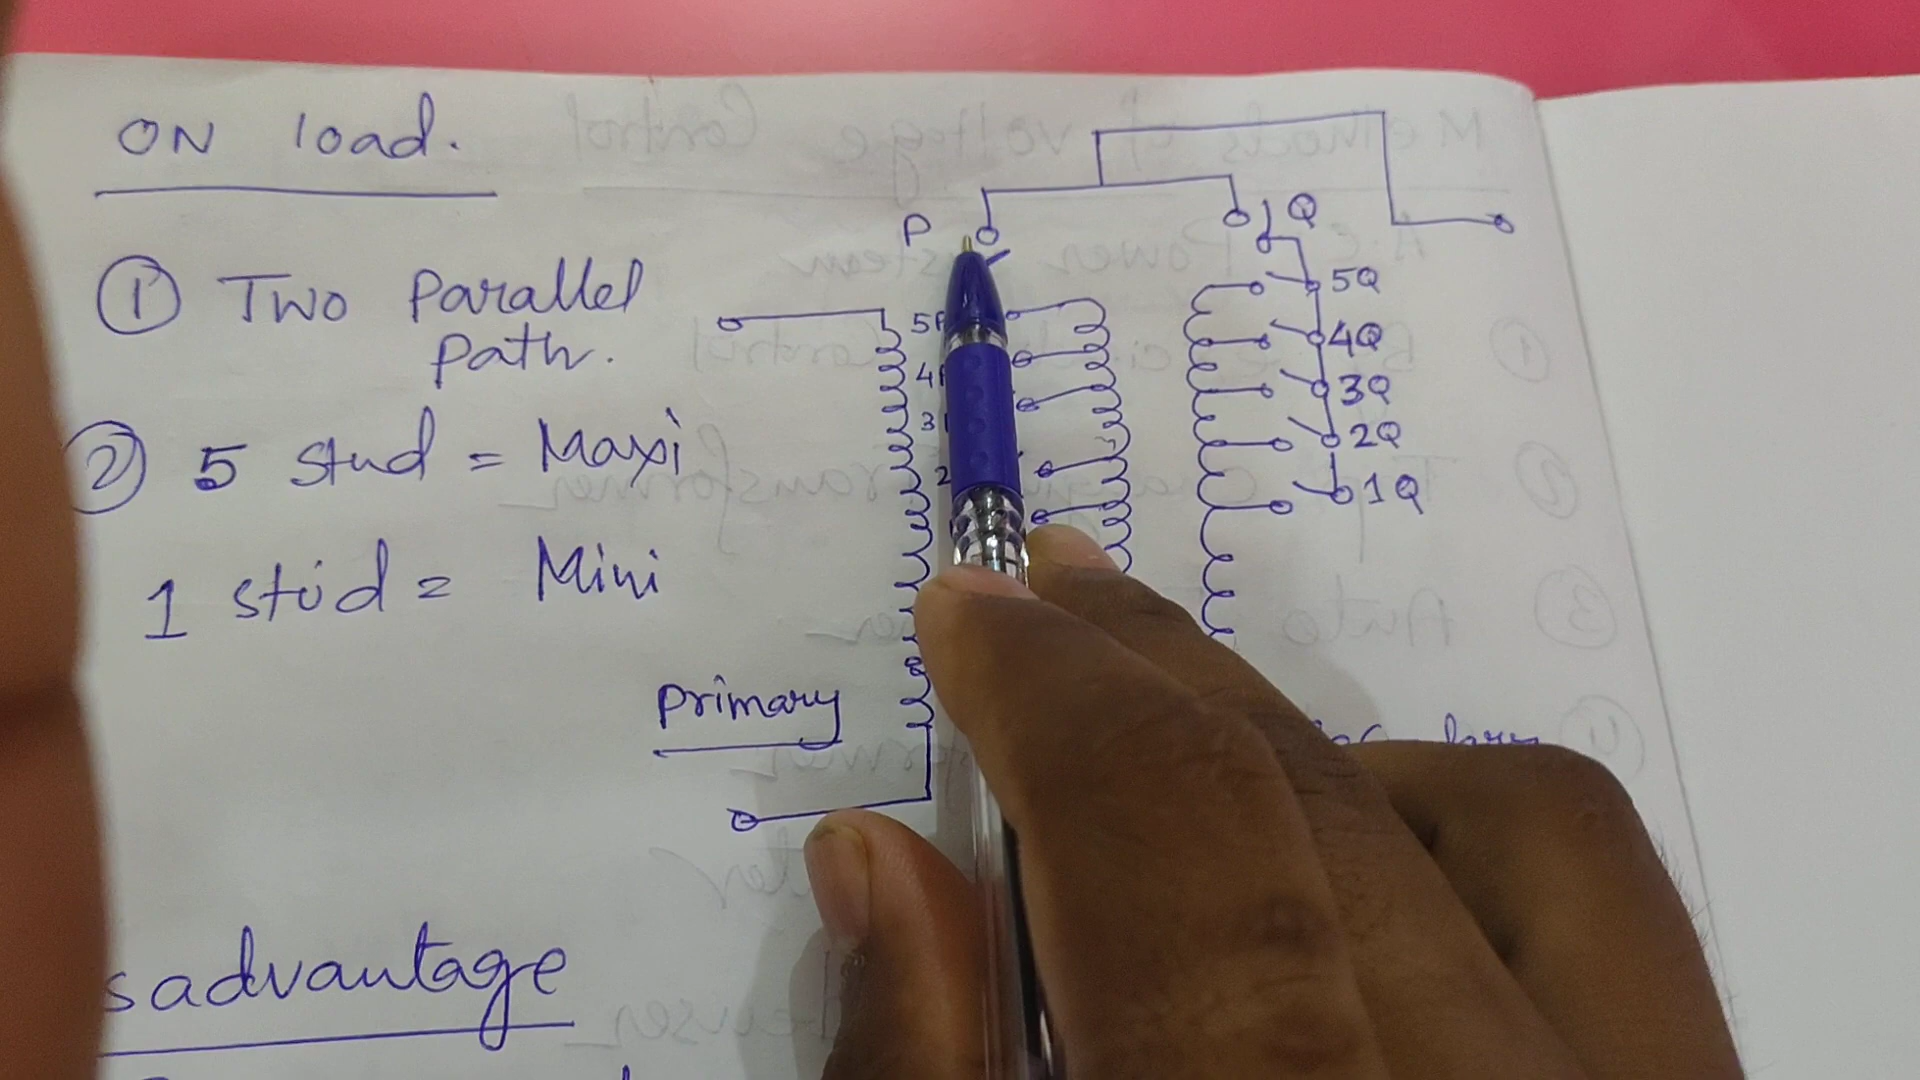 ON load.
① Two Parallel
path.
② 5 stud = Maxi
1 stud = Mini
P
Q
5Q
4Q
3Q
2Q
1Q
Primary
sadvantage